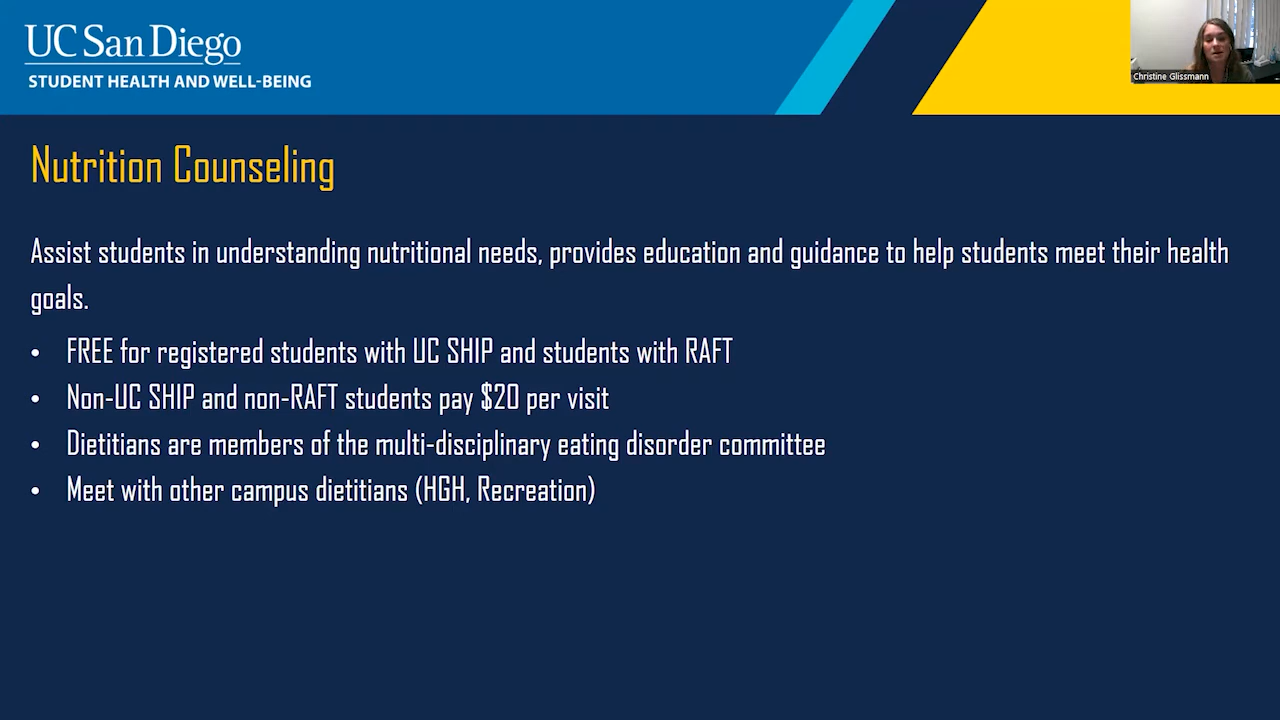 UC San Diego
STUDENT HEALTH AND WELL-BEING
Christine Glissmann
Nutrition Counseling
Assist students in understanding nutritional needs, provides education and guidance to help students meet their health
goals.
• FREE for registered students with UC SHIP and students with RAFT
• Non-UC SHIP and non-RAFT students pay $20 per visit
• Dietitians are members of the multi-disciplinary eating disorder committee
• Meet with other campus dietitians (HGH, Recreation)